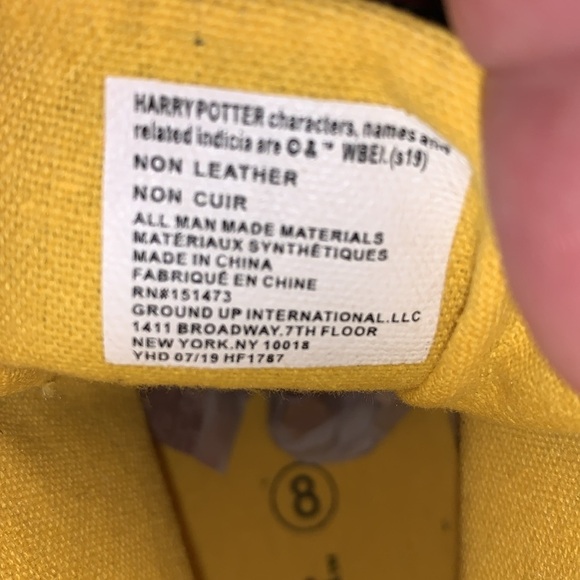 HARRY POTTER characters, names and
related indicia are © & ™ WBEI.(s19)
NON LEATHER
NON CUIR
ALL MAN MADE MATERIALS
MATÉRIAUX SYNTHÉTIQUES
MADE IN CHINA
FABRIQUÉ EN CHINE
RN#151473
GROUND UP INTERNATIONAL.LLC
1411 BROADWAY.7TH FLOOR
NEW YORK.NY 10018
YHD 07/19 HF1787
8